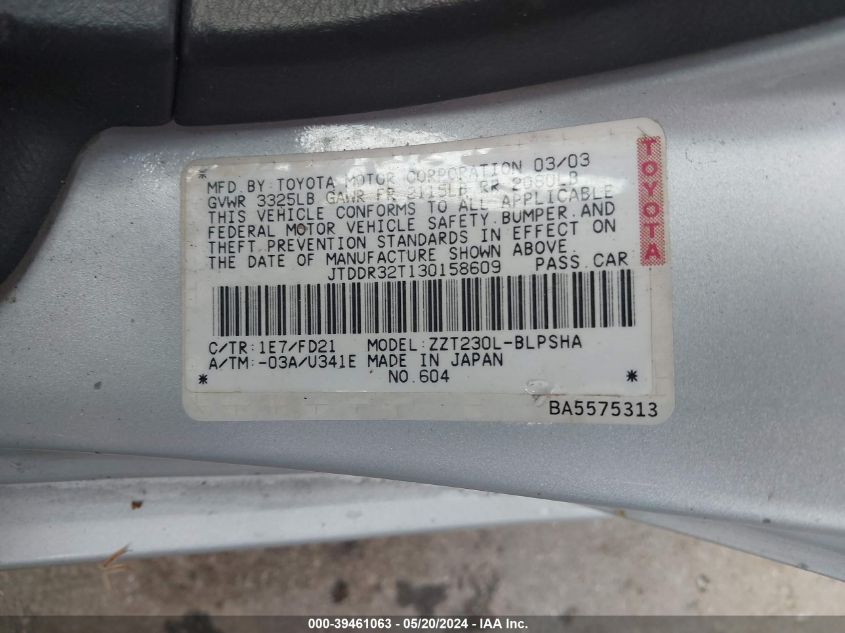 MFD.BY:TOYOTA MOTOR CORPORATION 03/03
GVWR 3325LB GAWR FR 2115LB RR 2080LB
THIS VEHICLE CONFORMS TO ALL APPLICABLE
FEDERAL MOTOR VEHICLE SAFETY,BUMPER,AND
THEFT PREVENTION STANDARDS IN EFFECT ON
THE DATE OF MANUFACTURE SHOWN ABOVE.
JTDDR32T130158609 PASS.CAR
TOYOTA
C/TR:1E7/FD21 MODEL:ZZT230L-BLPSHA
A/TM:-03A/U341E MADE IN JAPAN
* NO.604 *
BA5575313
000-39461063 — 05/20/2024 — IAA Inc.